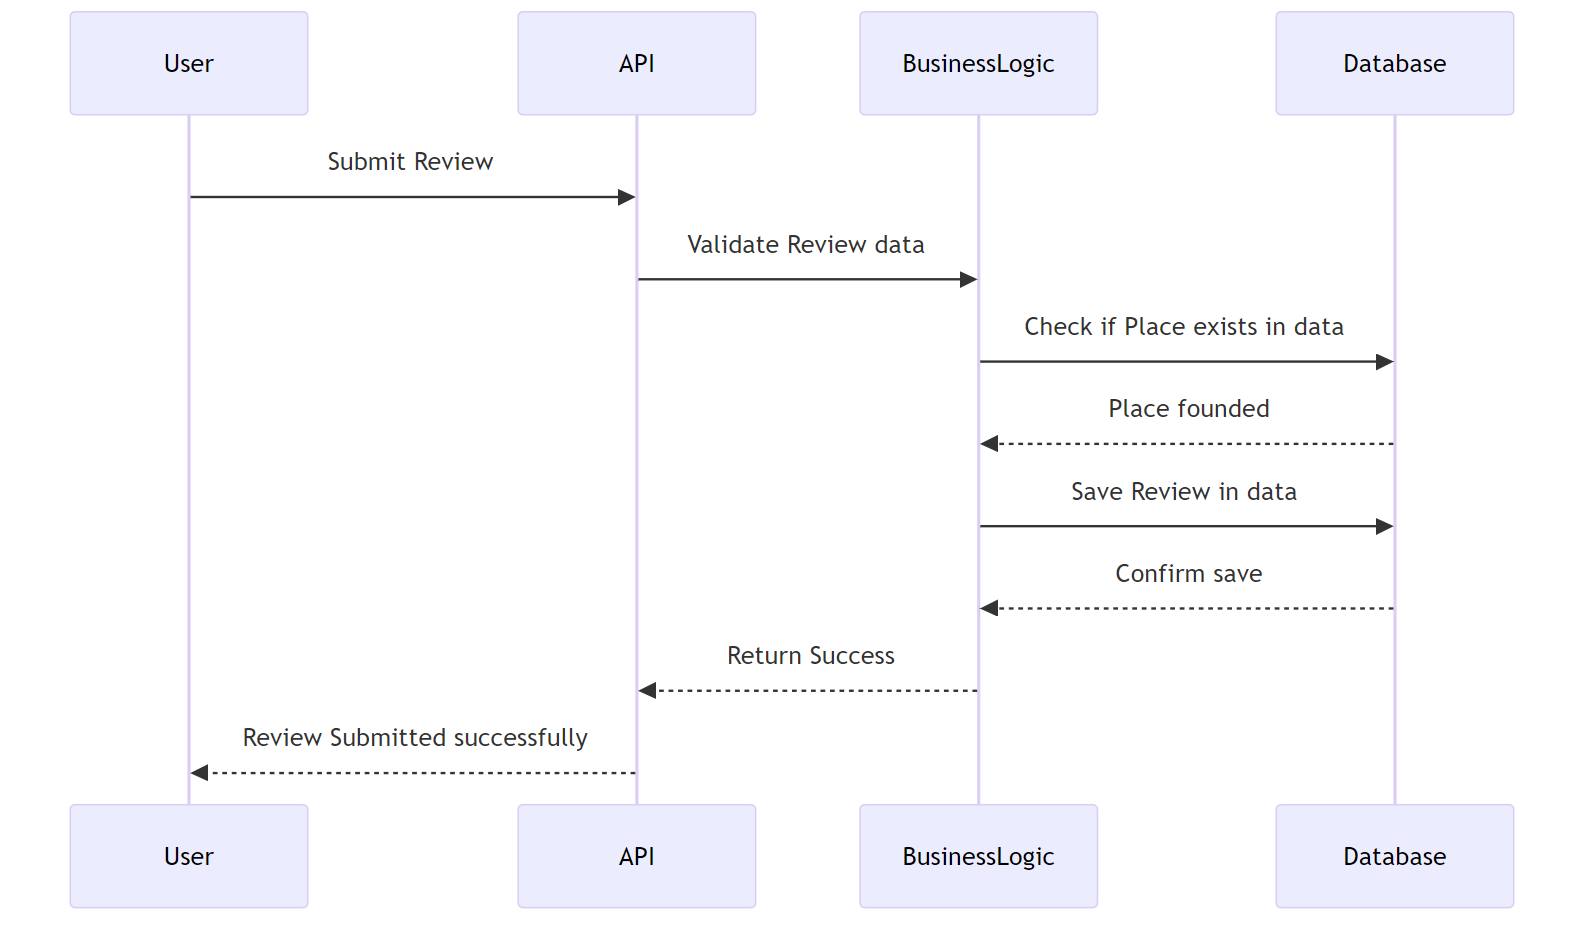 User
API
BusinessLogic
Database
Submit Review
Validate Review data
Check if Place exists in data
Place founded
Save Review in data
Confirm save
Return Success
Review Submitted successfully
User
API
BusinessLogic
Database